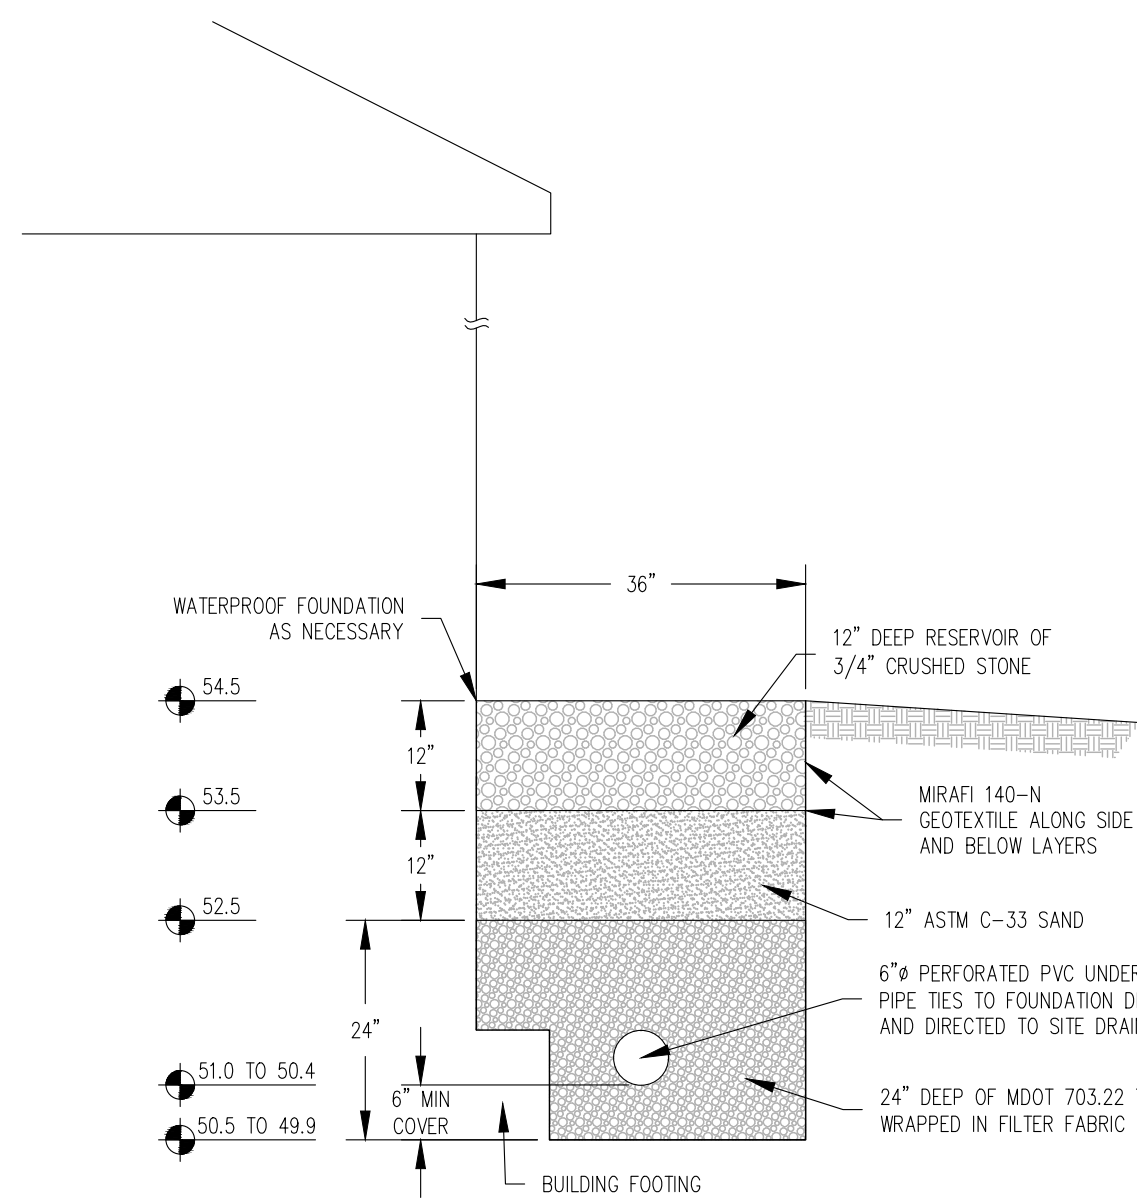 36”
WATERPROOF FOUNDATION
AS NECESSARY
12” DEEP RESERVOIR OF
3/4” CRUSHED STONE
54.5
12”
53.5
MIRAFI 140-N
GEOTEXTILE ALONG SIDE
AND BELOW LAYERS
12”
52.5
12” ASTM C-33 SAND
6”ø PERFORATED PVC
PIPE TIES TO FOUNDATION
AND DIRECTED TO SITE
24”
51.0 TO 50.4
6” MIN
COVER
50.5 TO 49.9
24” DEEP OF MDOT 703.22
WRAPPED IN FILTER FABRIC
BUILDING FOOTING